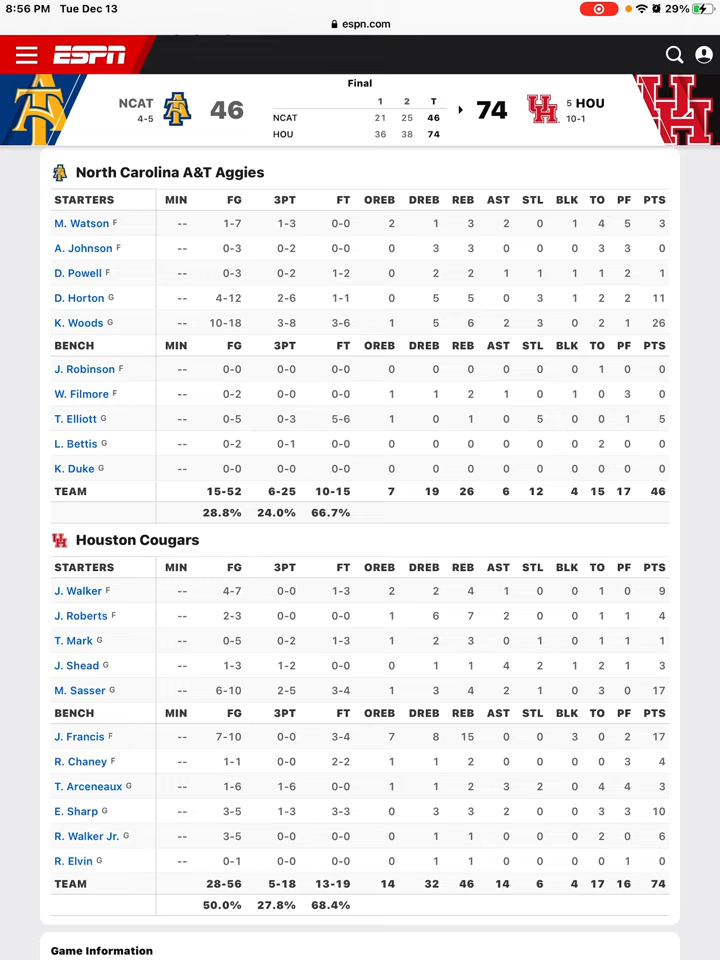 8:56 PM Tue Dec 13 29%
espn.com
ESPN
Final
NCAT 4-5 46 74 5 HOU 10-1
1 2 T
NCAT 21 25 46
HOU 36 38 74
North Carolina A&T Aggies
STARTERS MIN FG 3PT FT OREB DREB REB AST STL BLK TO PF PTS
M. Watson F -- 1-7 1-3 0-0 2 1 3 2 0 1 4 5 3
A. Johnson F -- 0-3 0-2 0-0 0 3 3 0 0 0 3 3 0
D. Powell F -- 0-3 0-2 1-2 0 2 2 1 1 1 1 2 1
D. Horton G -- 4-12 2-6 1-1 0 5 5 0 3 1 2 2 11
K. Woods G -- 10-18 3-8 3-6 1 5 6 2 3 0 2 1 26
BENCH MIN FG 3PT FT OREB DREB REB AST STL BLK TO PF PTS
J. Robinson F -- 0-0 0-0 0-0 0 0 0 0 0 0 1 0 0
W. Filmore F -- 0-2 0-0 0-0 1 1 2 1 0 1 0 3 0
T. Elliott G -- 0-5 0-3 5-6 1 0 1 0 5 0 0 1 5
L. Bettis G -- 0-2 0-1 0-0 0 0 0 0 0 0 2 0 0
K. Duke G -- 0-0 0-0 0-0 0 0 0 0 0 0 0 0 0
TEAM 15-52 6-25 10-15 7 19 26 6 12 4 15 17 46
28.8% 24.0% 66.7%
Houston Cougars
STARTERS MIN FG 3PT FT OREB DREB REB AST STL BLK TO PF PTS
J. Walker F -- 4-7 0-0 1-3 2 2 4 1 0 0 1 0 9
J. Roberts F -- 2-3 0-0 0-0 1 6 7 2 0 0 1 1 4
T. Mark G -- 0-5 0-2 1-3 1 2 3 0 1 0 1 1 1
J. Shead G -- 1-3 1-2 0-0 0 1 1 4 2 1 2 1 3
M. Sasser G -- 6-10 2-5 3-4 1 3 4 2 1 0 3 0 17
BENCH MIN FG 3PT FT OREB DREB REB AST STL BLK TO PF PTS
J. Francis F -- 7-10 0-0 3-4 7 8 15 0 0 3 0 2 17
R. Chaney F -- 1-1 0-0 2-2 1 1 2 0 0 0 0 3 4
T. Arceneaux G -- 1-6 1-6 0-0 1 1 2 3 2 0 4 4 3
E. Sharp G -- 3-5 1-3 3-3 0 3 3 2 0 0 3 3 10
R. Walker Jr. G -- 3-5 0-0 0-0 0 1 1 0 0 0 2 0 6
R. Elvin G -- 0-1 0-0 0-0 0 1 1 0 0 0 0 1 0
TEAM 28-56 5-18 13-19 14 32 46 14 6 4 17 16 74
50.0% 27.8% 68.4%
Game Information